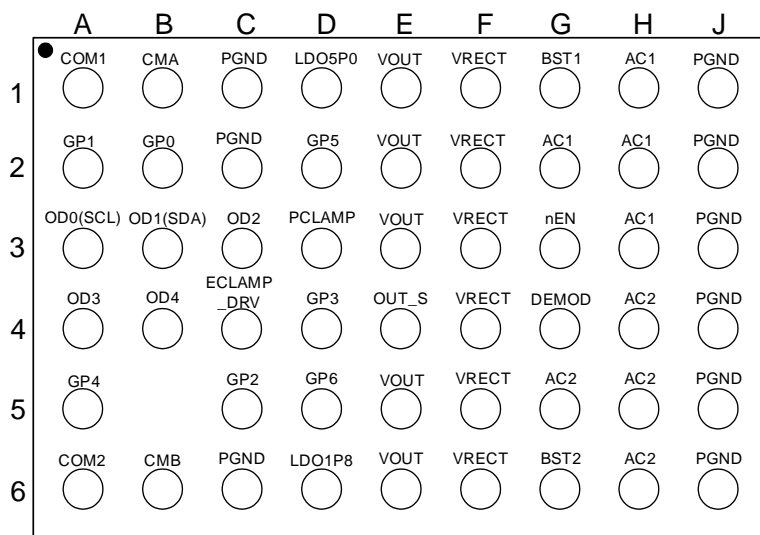 A B C D E F G H J
1 COM1 CMA PGND LDO5P0 VOUT VRECT BST1 AC1 PGND
2 GP1 GP0 PGND GP5 VOUT VRECT AC1 AC1 PGND
3 OD0(SCL) OD1(SDA) OD2 PCLAMP VOUT VRECT nEN AC1 PGND
4 OD3 OD4 ECLAMP _DRV GP3 OUT_S VRECT DEMOD AC2 PGND
5 GP4 GP2 GP6 VOUT VRECT AC2 AC2 PGND
6 COM2 CMB PGND LDO1P8 VOUT VRECT BST2 AC2 PGND